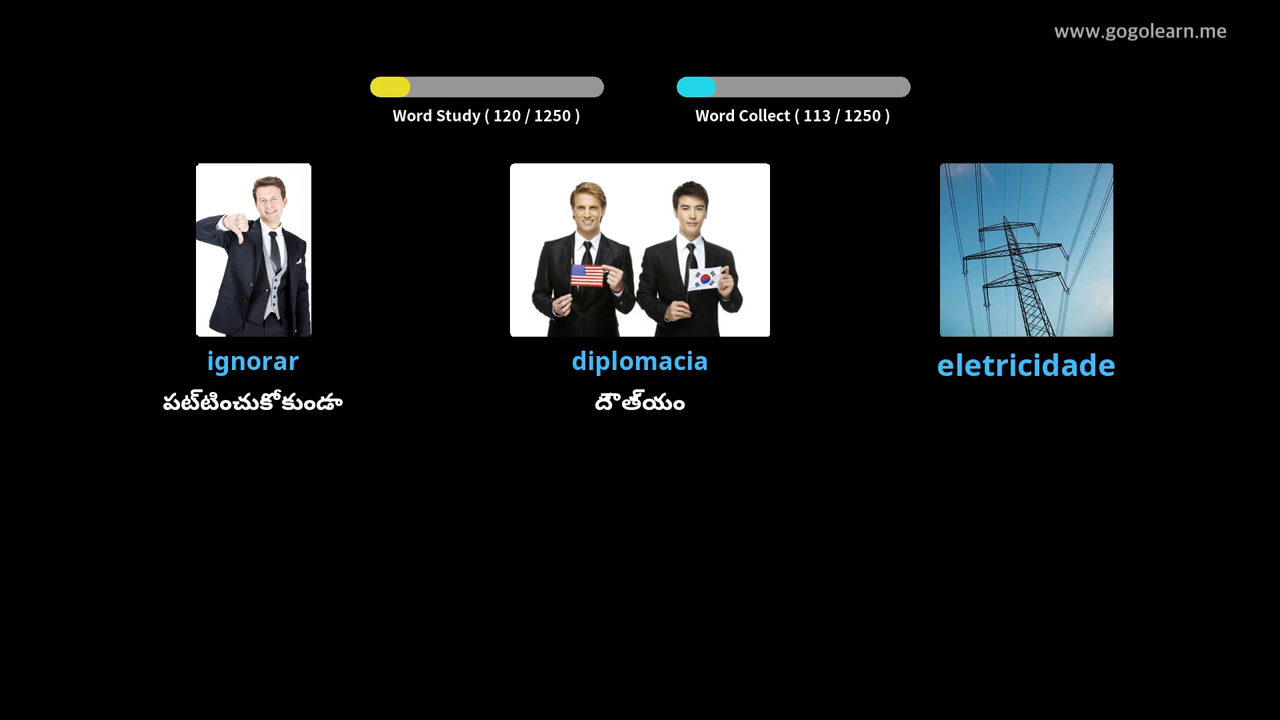 www.gogolearn.me
Word Study ( 120 / 1250 )
Word Collect ( 113 / 1250 )
ignorar
diplomacia
eletricidade
పట్టించుకోకుండా
దౌత్యం